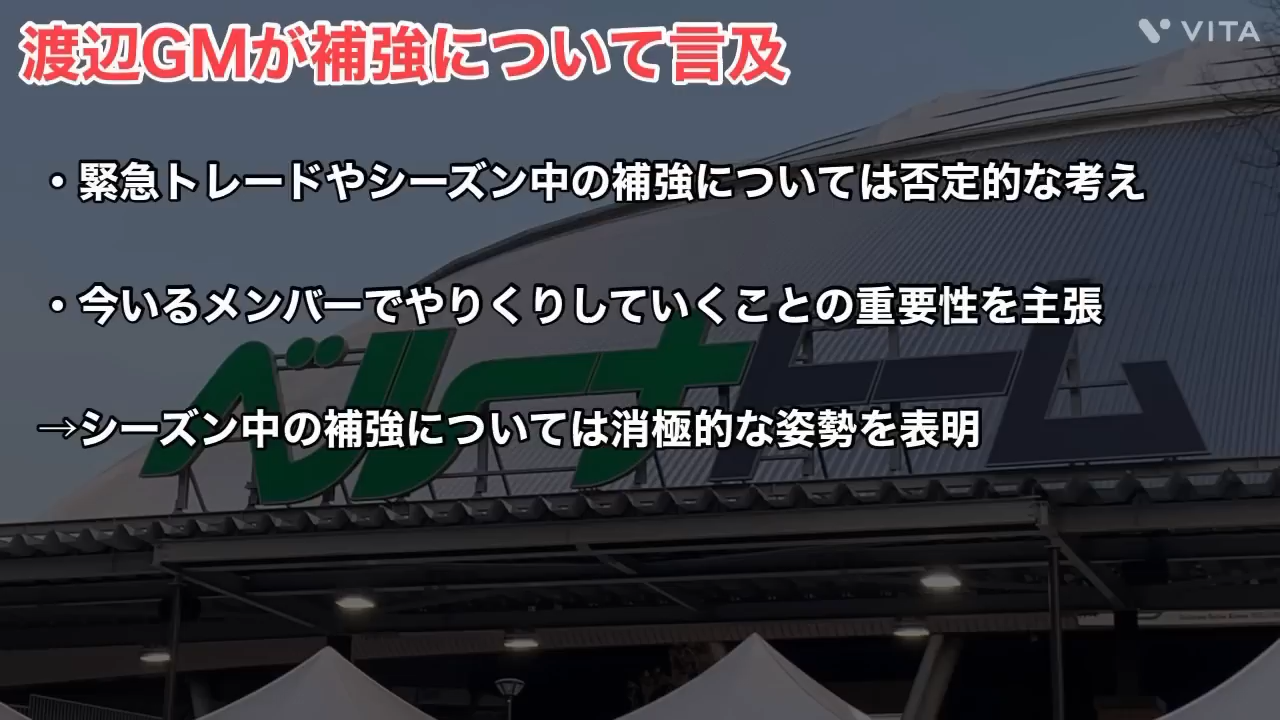 渡辺GMが補強について言及
VITA
・緊急トレードやシーズン中の補強については否定的な考え
・今いるメンバーでやりくりしていくことの重要性を主張
ベルーナドーム
→シーズン中の補強については消極的な姿勢を表明